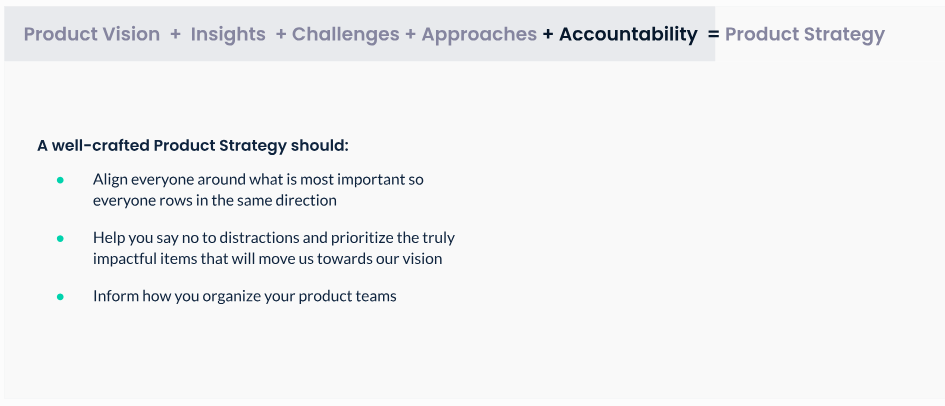 Product Vision + Insights + Challenges + Approaches + Accountability = Product Strategy
A well-crafted Product Strategy should:
Align everyone around what is most important so
everyone rows in the same direction
Help you say no to distractions and prioritize the truly
impactful items that will move us towards our vision
Inform how you organize your product teams